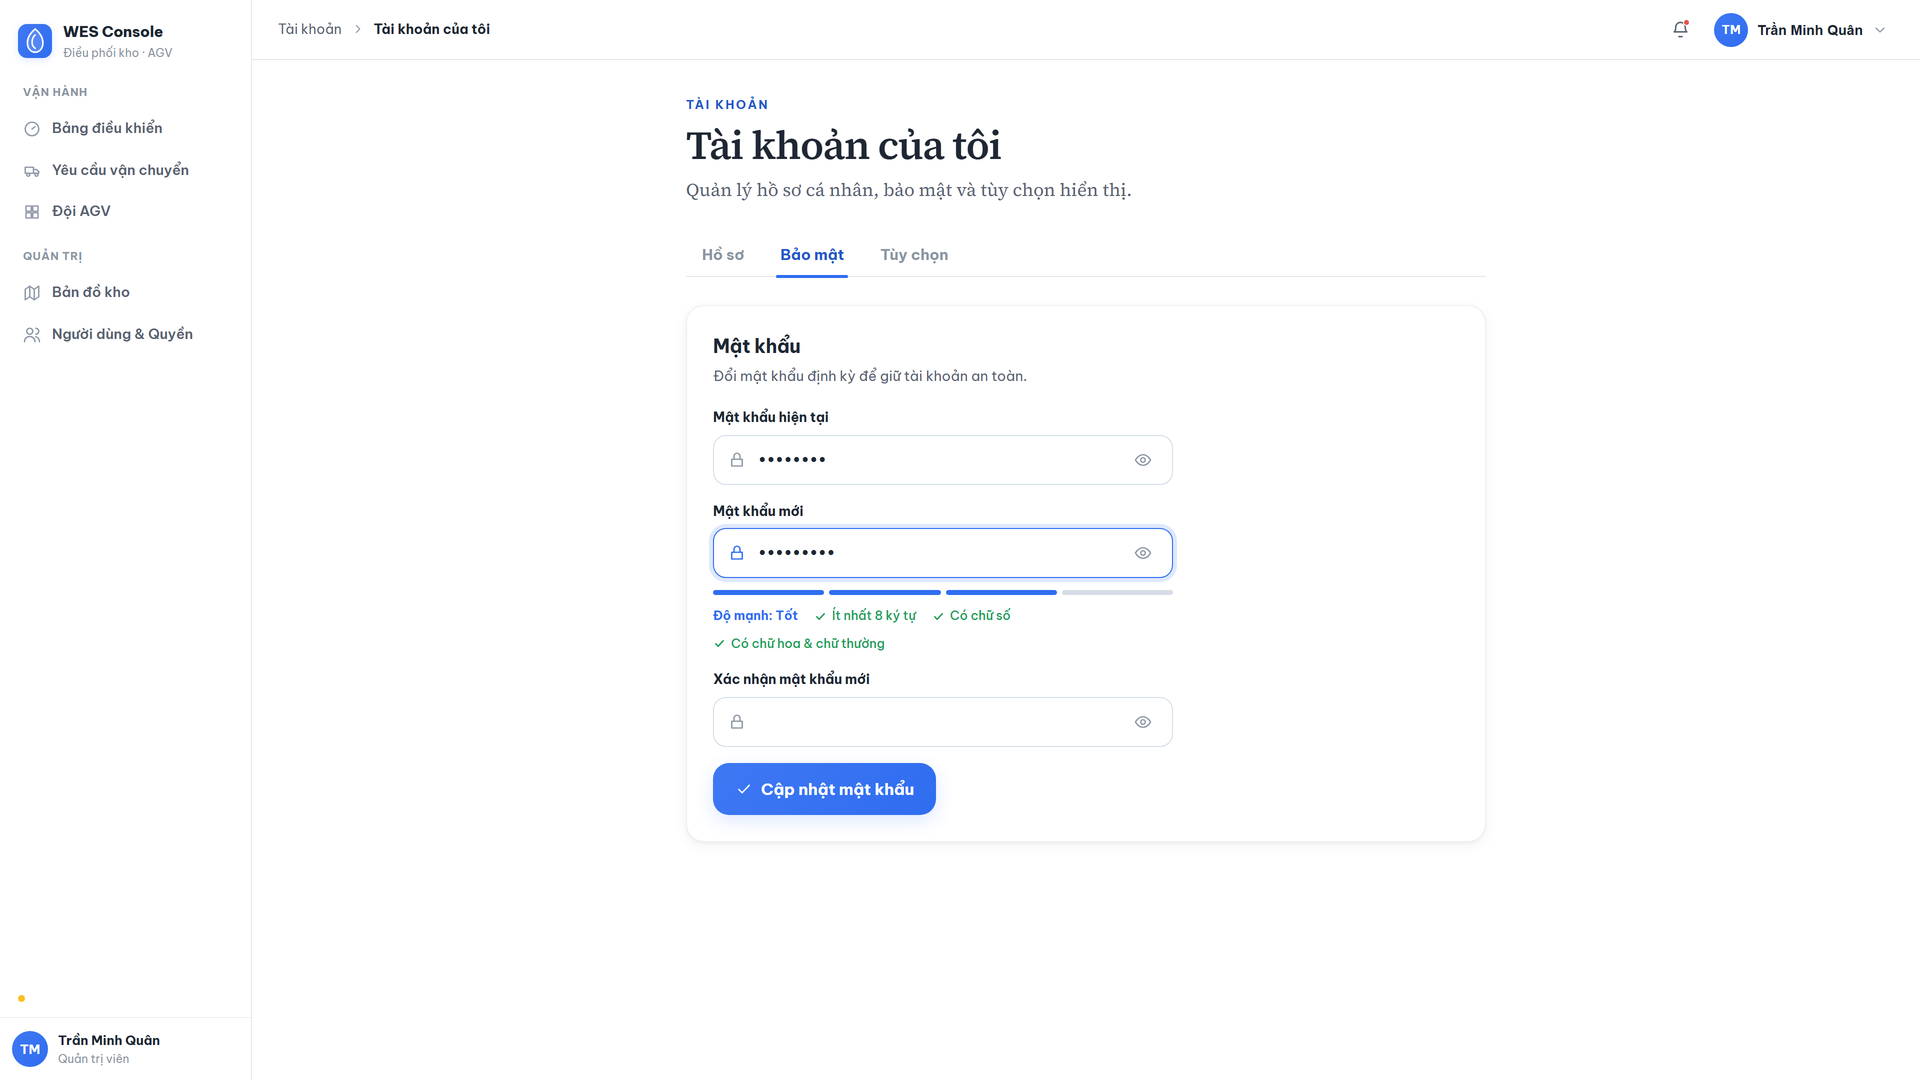 WES Console
Điều phối kho · AGV
VẬN HÀNH
Bảng điều khiển
Yêu cầu vận chuyển
Đội AGV
QUẢN TRỊ
Bản đồ kho
Người dùng & Quyền
TM
Trần Minh Quân
Quản trị viên
Tài khoản
Tài khoản của tôi
TM
Trần Minh Quân
TÀI KHOẢN
Tài khoản của tôi
Quản lý hồ sơ cá nhân, bảo mật và tùy chọn hiển thị.
Hồ sơ
Bảo mật
Tùy chọn
Mật khẩu
Đổi mật khẩu định kỳ để giữ tài khoản an toàn.
Mật khẩu hiện tại
••••••••
Mật khẩu mới
•••••••••
Độ mạnh: Tốt
Ít nhất 8 ký tự
Có chữ số
Có chữ hoa & chữ thường
Xác nhận mật khẩu mới
Cập nhật mật khẩu